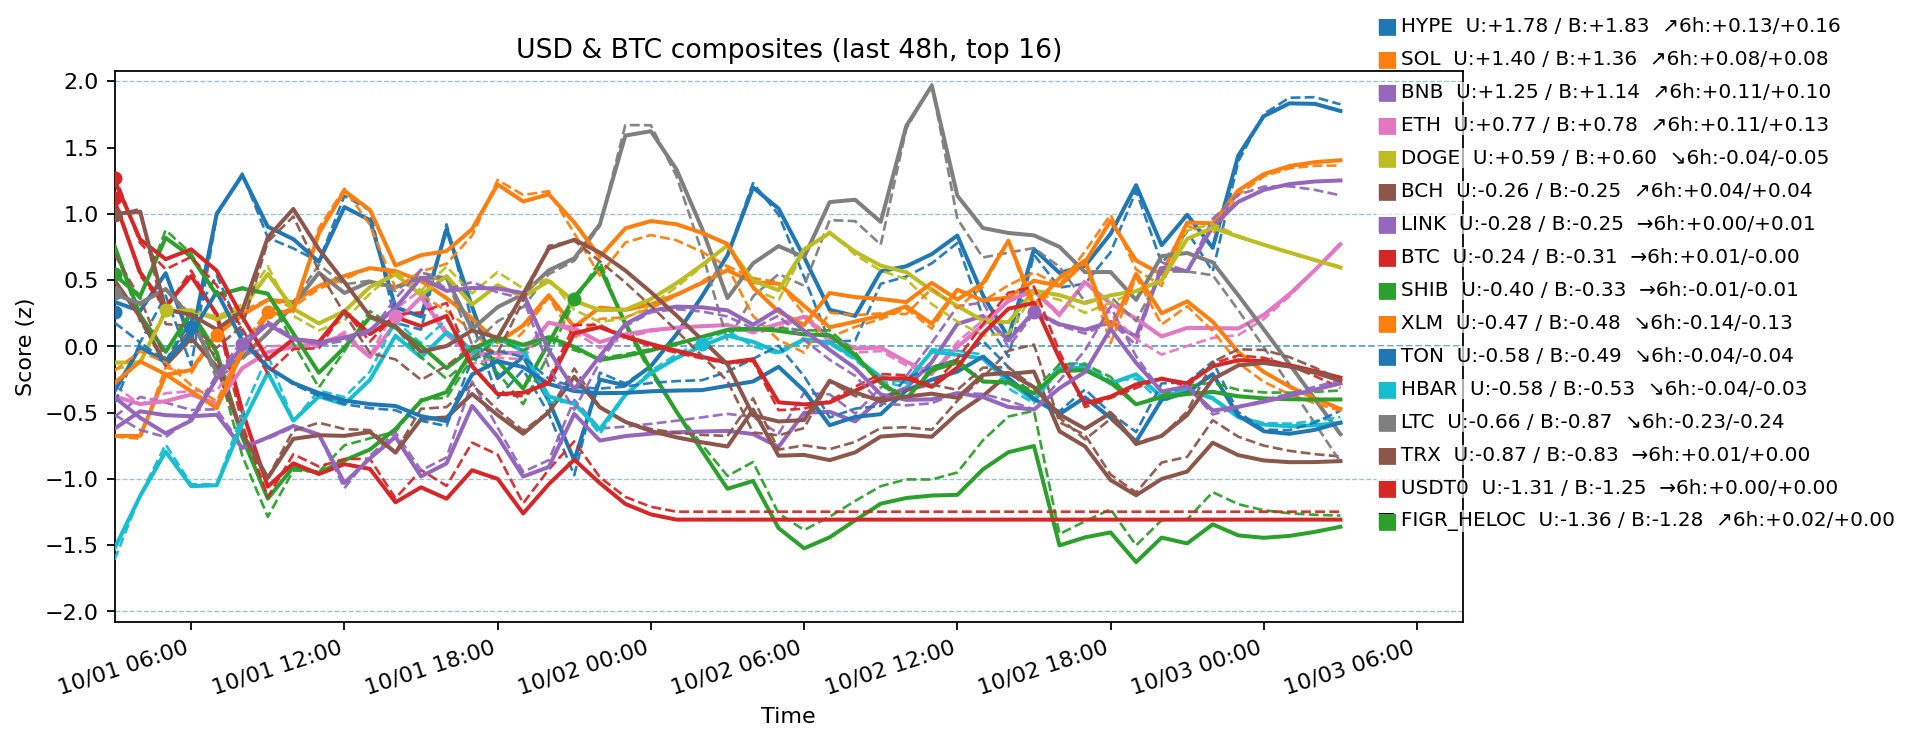 USD & BTC composites (last 48h, top 16)
HYPE  U:+1.78 / B:+1.83  ↗6h:+0.13/+0.16
SOL  U:+1.40 / B:+1.36  ↗6h:+0.08/+0.08
BNB  U:+1.25 / B:+1.14  ↗6h:+0.11/+0.10
ETH  U:+0.77 / B:+0.78  ↗6h:+0.11/+0.13
DOGE  U:+0.59 / B:+0.60  ↘6h:-0.04/-0.05
BCH  U:-0.26 / B:-0.25  ↗6h:+0.04/+0.04
LINK  U:-0.28 / B:-0.25  →6h:+0.00/+0.01
BTC  U:-0.24 / B:-0.31  →6h:+0.01/-0.00
SHIB  U:-0.40 / B:-0.33  →6h:-0.01/-0.01
XLM  U:-0.47 / B:-0.48  ↘6h:-0.14/-0.13
TON  U:-0.58 / B:-0.49  ↘6h:-0.04/-0.04
HBAR  U:-0.58 / B:-0.53  ↘6h:-0.04/-0.03
LTC  U:-0.66 / B:-0.87  ↘6h:-0.23/-0.24
TRX  U:-0.87 / B:-0.83  →6h:+0.01/+0.00
USDT0  U:-1.31 / B:-1.25  →6h:+0.00/+0.00
FIGR_HELOC  U:-1.36 / B:-1.28  ↗6h:+0.02/+0.00
Score (z)
2.0
1.5
1.0
0.5
0.0
−0.5
−1.0
−1.5
−2.0
10/01 06:00
10/01 12:00
10/01 18:00
10/02 00:00
10/02 06:00
10/02 12:00
10/02 18:00
10/03 00:00
10/03 06:00
Time